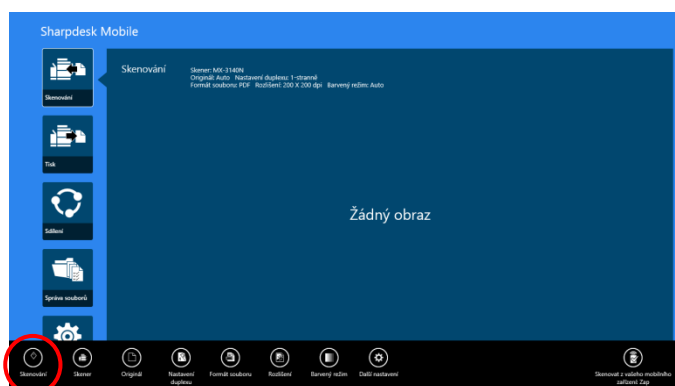 Sharpdesk Mobile
Skenování
Skener: MX-3140N
Originál: Auto Nastavení duplexu: 1-stranně
Formát souboru: PDF Rozlišení: 200 X 200 dpi Barvený režim: Auto
Skenování
Tisk
Sdílení
Správa souborů
Žádný obraz
Skenování
Skener
Originál
Nastavení
duplexu
Formát souboru
Rozlišení
Barvený režim
Další nastavení
Skenovat z vašeho mobilního
zařízení: Zap